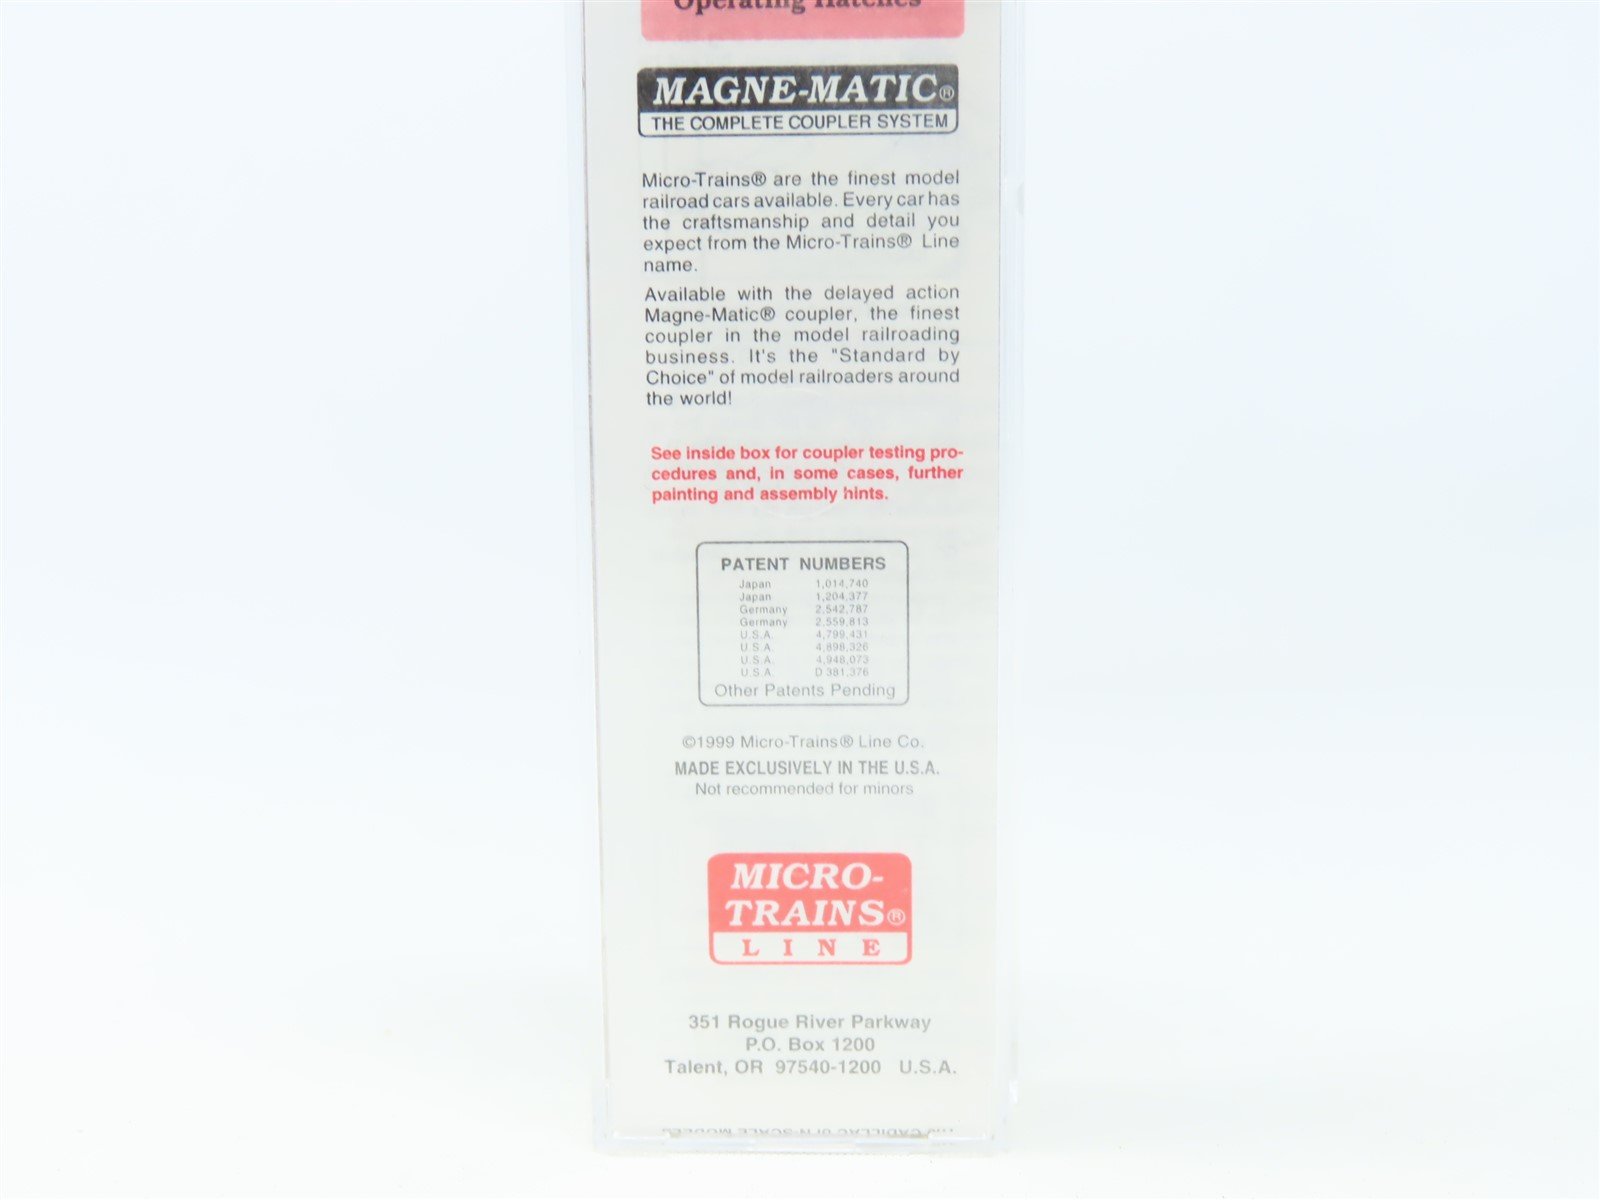 Operating Hatches
MAGNE-MATIC®
THE COMPLETE COUPLER SYSTEM
Micro-Trains® are the finest model
railroad cars available. Every car has
the craftsmanship and detail you
expect from the Micro-Trains® Line
name.
Available with the delayed action
Magne-Matic® coupler, the finest
coupler in the model railroading
business. It's the "Standard by
Choice" of model railroaders around
the world!
See inside box for coupler testing pro-
cedures and, in some cases, further
painting and assembly hints.
PATENT NUMBERS
Japan 1,014,740
Japan 1,204,377
Germany 2,542,787
Germany 2,559,813
U.S.A. 4,799,431
U.S.A. 4,898,326
U.S.A. 4,948,073
U.S.A. D 381,376
Other Patents Pending
©1999 Micro-Trains® Line Co.
MADE EXCLUSIVELY IN THE U.S.A.
Not recommended for minors
MICRO-
TRAINS®
LINE
351 Rogue River Parkway
P.O. Box 1200
Talent, OR 97540-1200 U.S.A.
CADILLAC OF N SCALE MODELS